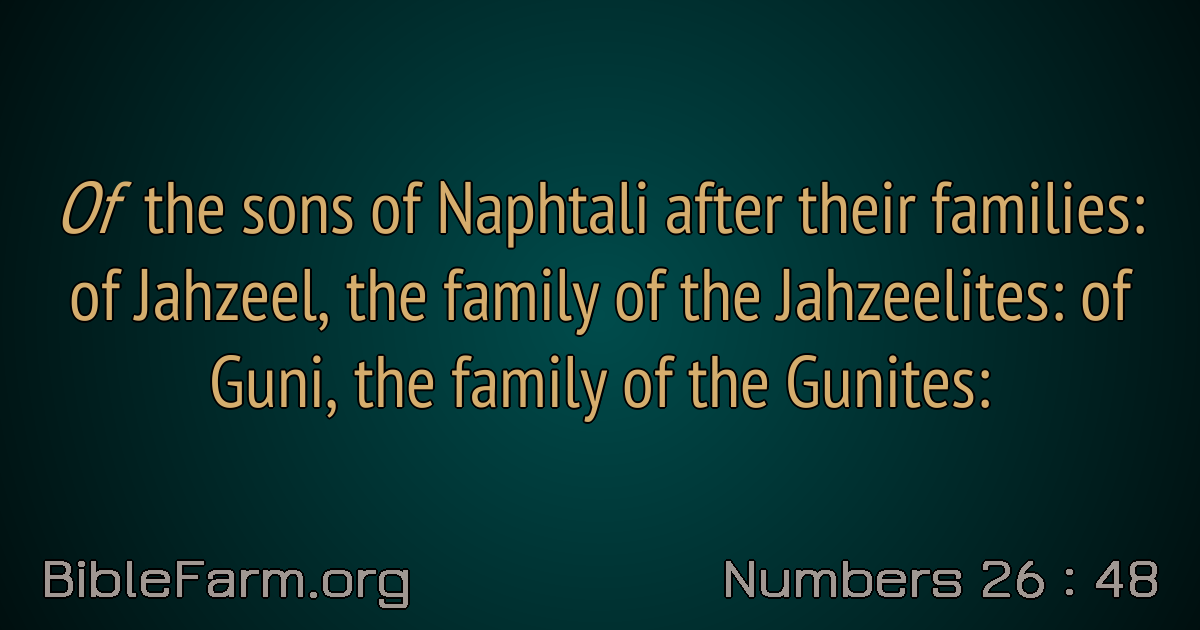 Of the sons of Naphtali after their families:
of Jahzeel, the family of the Jahzeelites: of
Guni, the family of the Gunites:
BibleFarm.org
Numbers 26 : 48